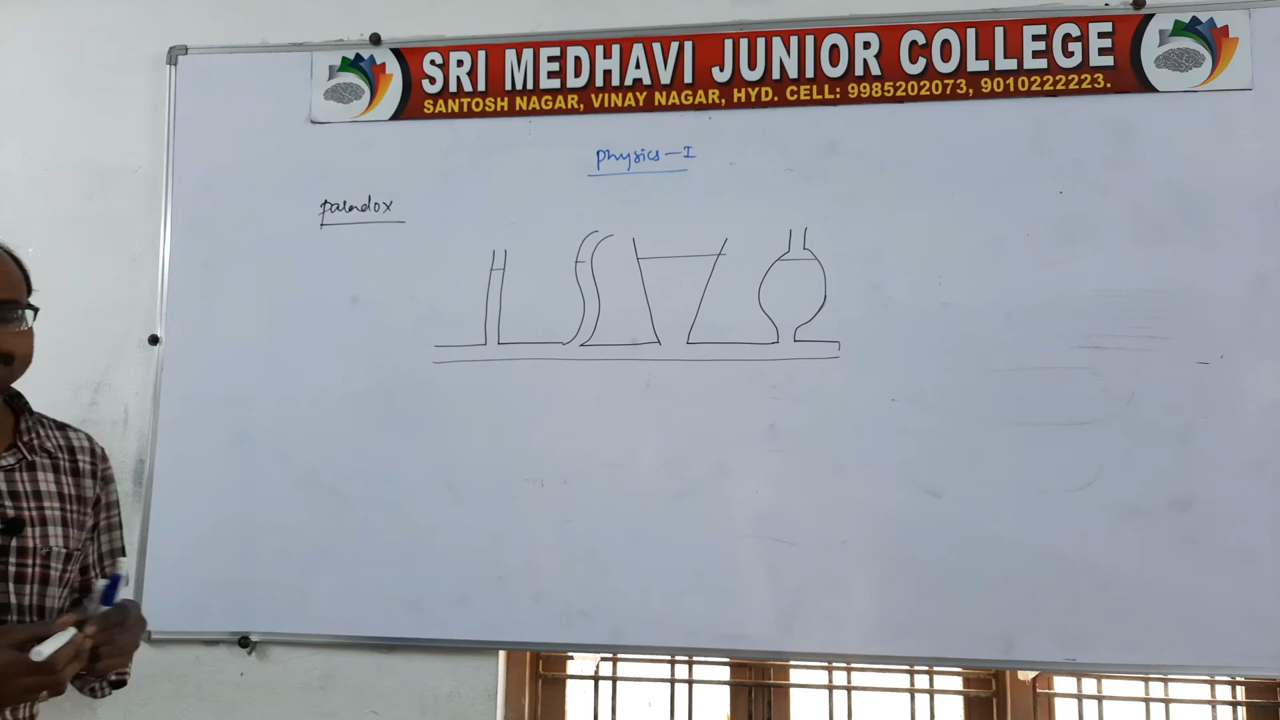 SRI MEDHAVI JUNIOR COLLEGE
SANTOSH NAGAR, VINAY NAGAR, HYD. CELL: 9985202073, 9010222223.
Physics-I
paradox